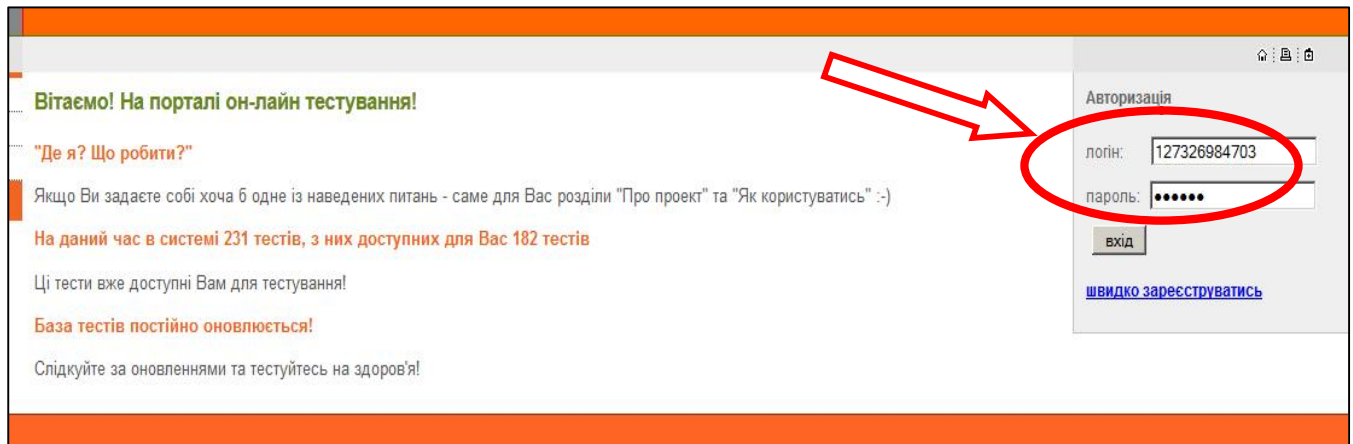 Вітаємо! На порталі он-лайн тестування!
"Де я? Що робити?"
Якщо Ви задаєте собі хоча б одне із наведених питань - саме для Вас розділи "Про проект" та "Як користуватись" :-)
На даний час в системі 231 тестів, з них доступних для Вас 182 тестів
Ці тести вже доступні Вам для тестування!
База тестів постійно оновлюється!
Слідкуйте за оновленнями та тестуйтесь на здоров'я!
Авторизація
логін: 127326984703
пароль: ••••••
вхід
швидко зареєструватись